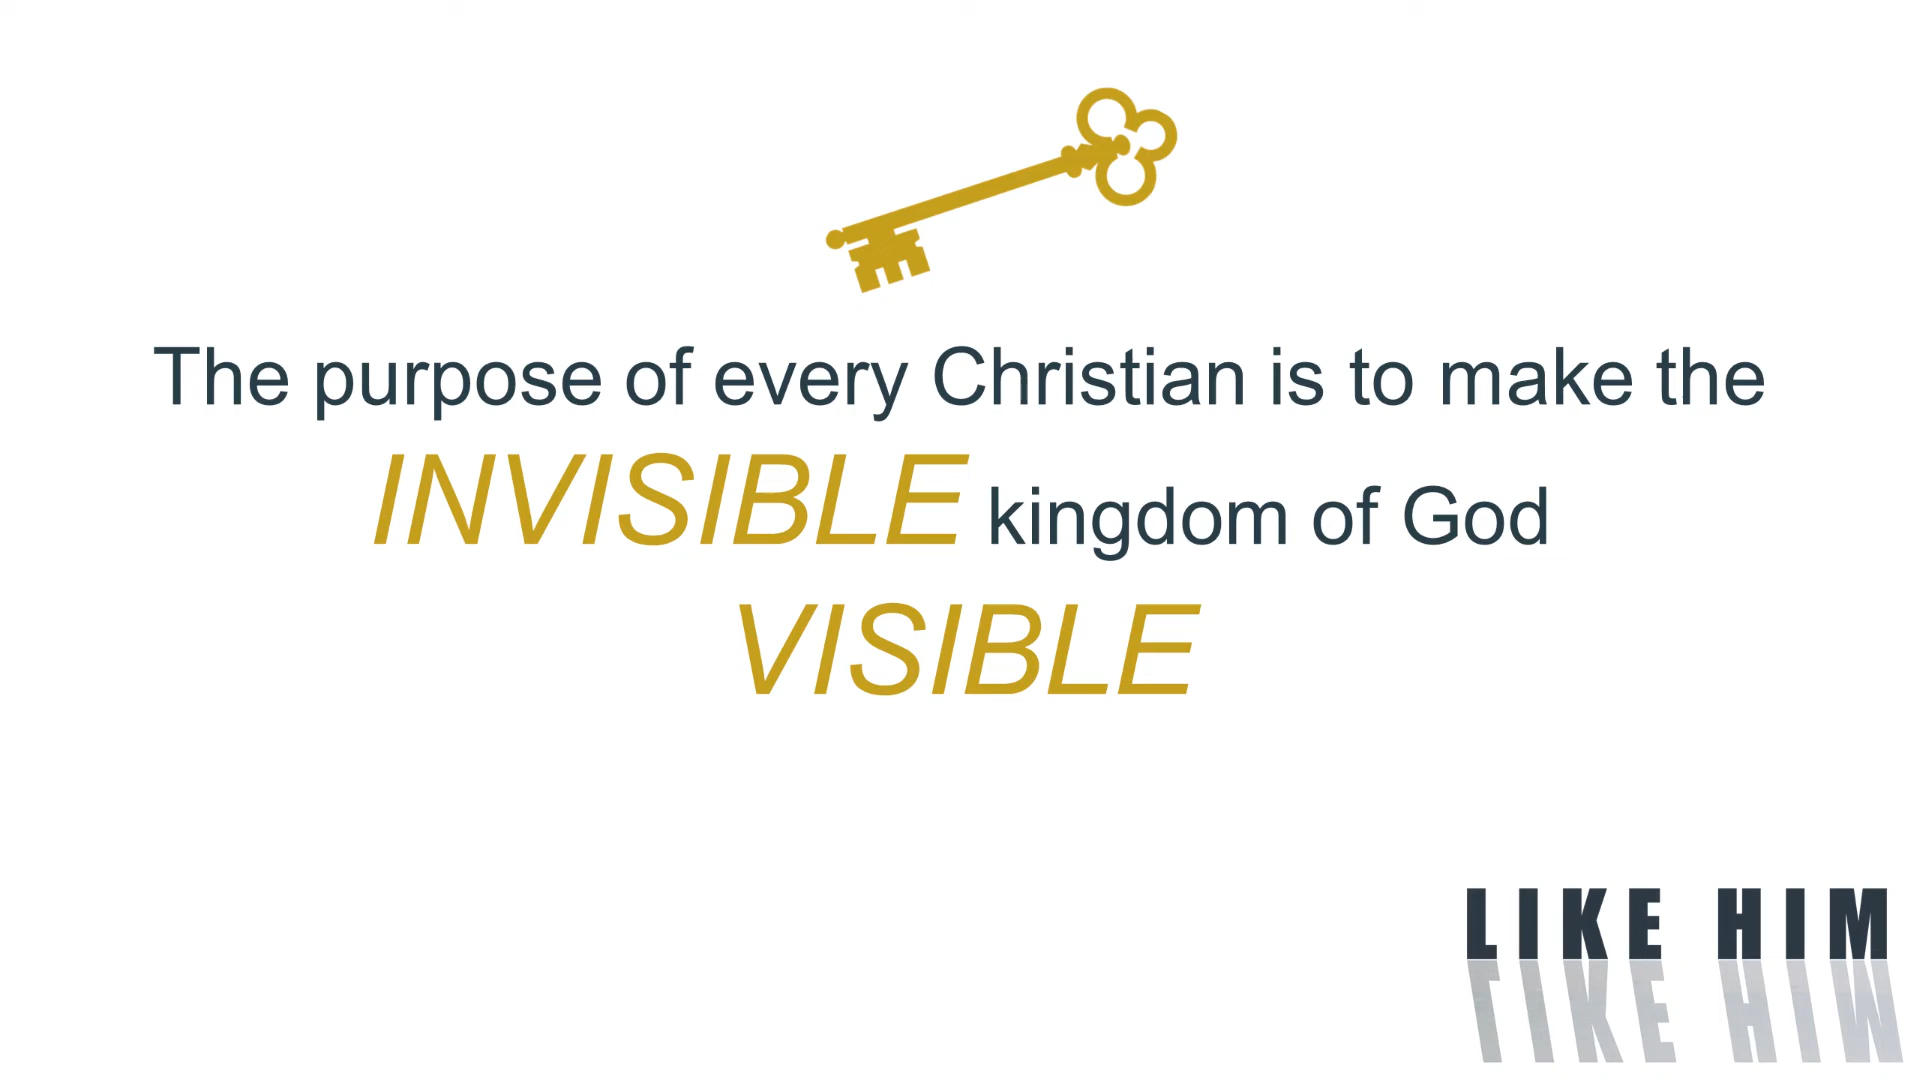 The purpose of every Christian is to make the
INVISIBLE kingdom of God
VISIBLE
LIKE HIM